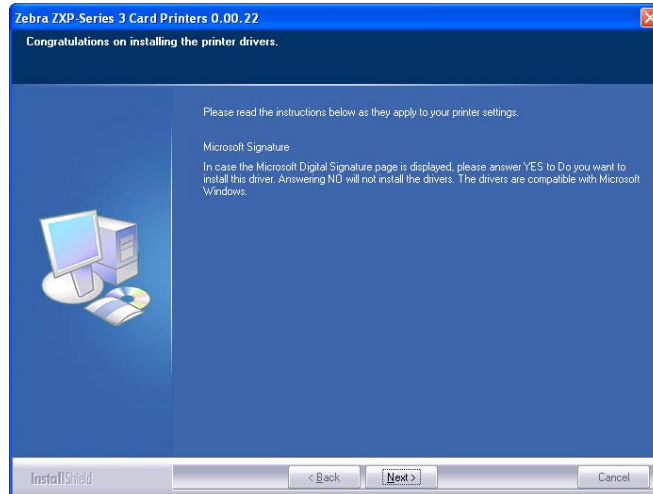 Zebra ZXP-Series 3 Card Printers 0.00.22
Congratulations on installing the printer drivers.
Please read the instructions below as they apply to your printer settings.
Microsoft Signature
In case the Microsoft Digital Signature page is displayed, please answer YES to Do you want to
install this driver. Answering NO will not install the drivers. The drivers are compatible with Microsoft
Windows.
InstallShield
< Back
Next >
Cancel